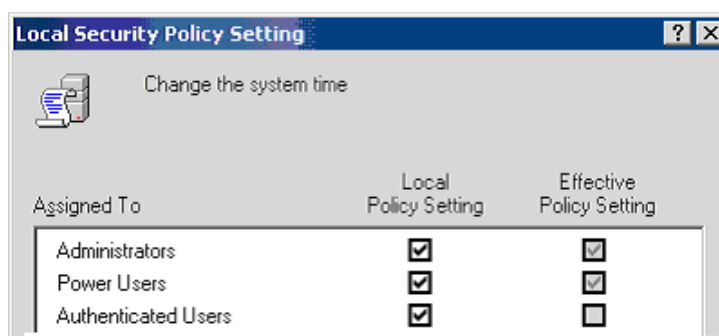 Local Security Policy Setting
Change the system time
Assigned To
Local Policy Setting
Effective Policy Setting
Administrators
Power Users
Authenticated Users